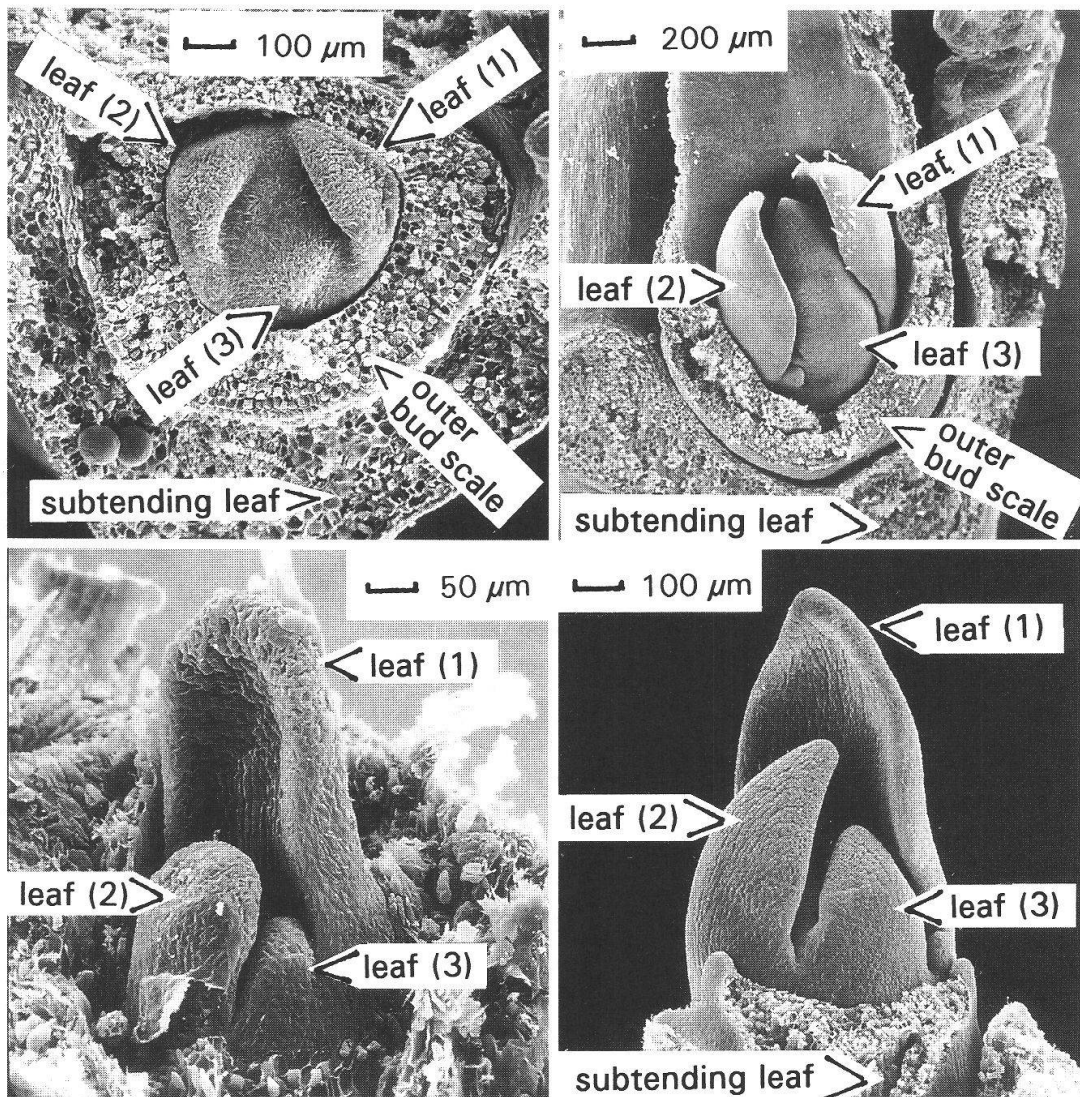 100 µm
leaf (1)
leaf (2)
leaf (3)
outer
bud scale
subtending leaf
200 µm
leaf (1)
leaf (2)
leaf (3)
outer
bud scale
subtending leaf
50 µm
leaf (1)
leaf (2)
leaf (3)
100 µm
leaf (1)
leaf (2)
leaf (3)
subtending leaf